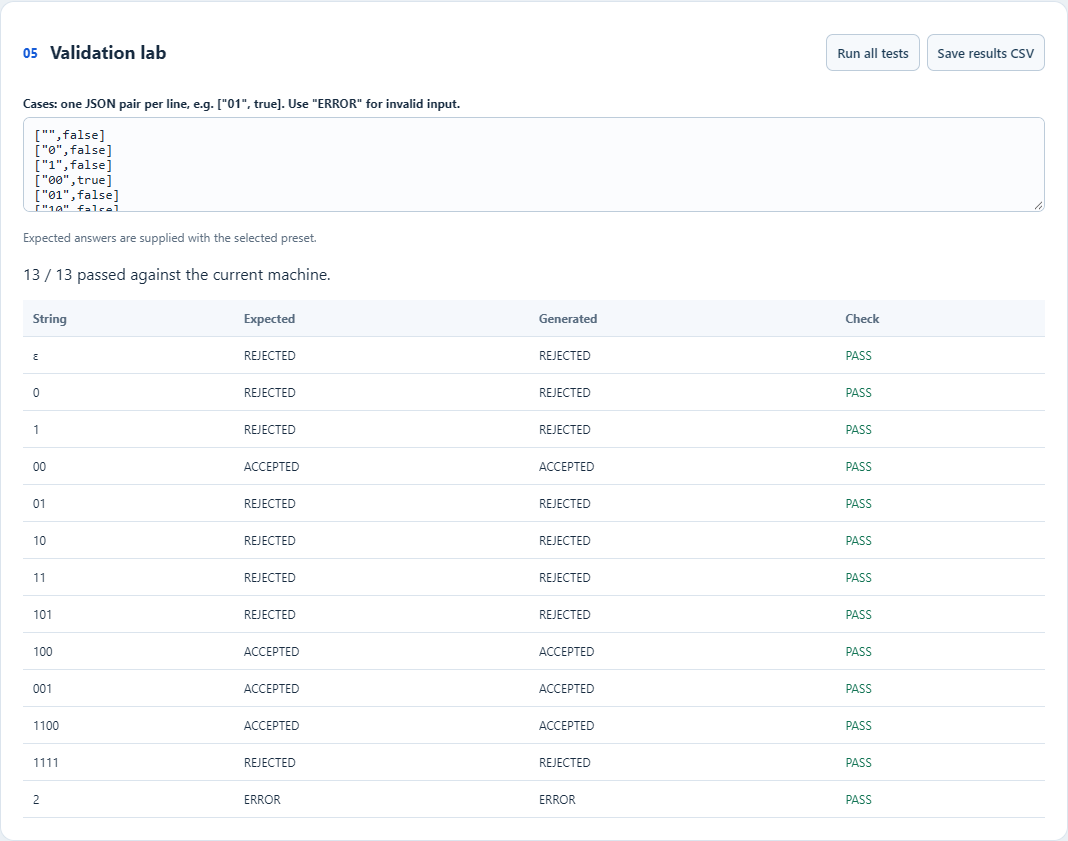 05 Validation lab Run all tests Save results CSV
Cases: one JSON pair per line, e.g. ["01", true]. Use "ERROR" for invalid input.
["",false]
["0",false]
["1",false]
["00",true]
["01",false]
["10",false]
Expected answers are supplied with the selected preset.
13 / 13 passed against the current machine.
String Expected Generated Check
ε REJECTED REJECTED PASS
0 REJECTED REJECTED PASS
1 REJECTED REJECTED PASS
00 ACCEPTED ACCEPTED PASS
01 REJECTED REJECTED PASS
10 REJECTED REJECTED PASS
11 REJECTED REJECTED PASS
101 REJECTED REJECTED PASS
100 ACCEPTED ACCEPTED PASS
001 ACCEPTED ACCEPTED PASS
1100 ACCEPTED ACCEPTED PASS
1111 REJECTED REJECTED PASS
2 ERROR ERROR PASS